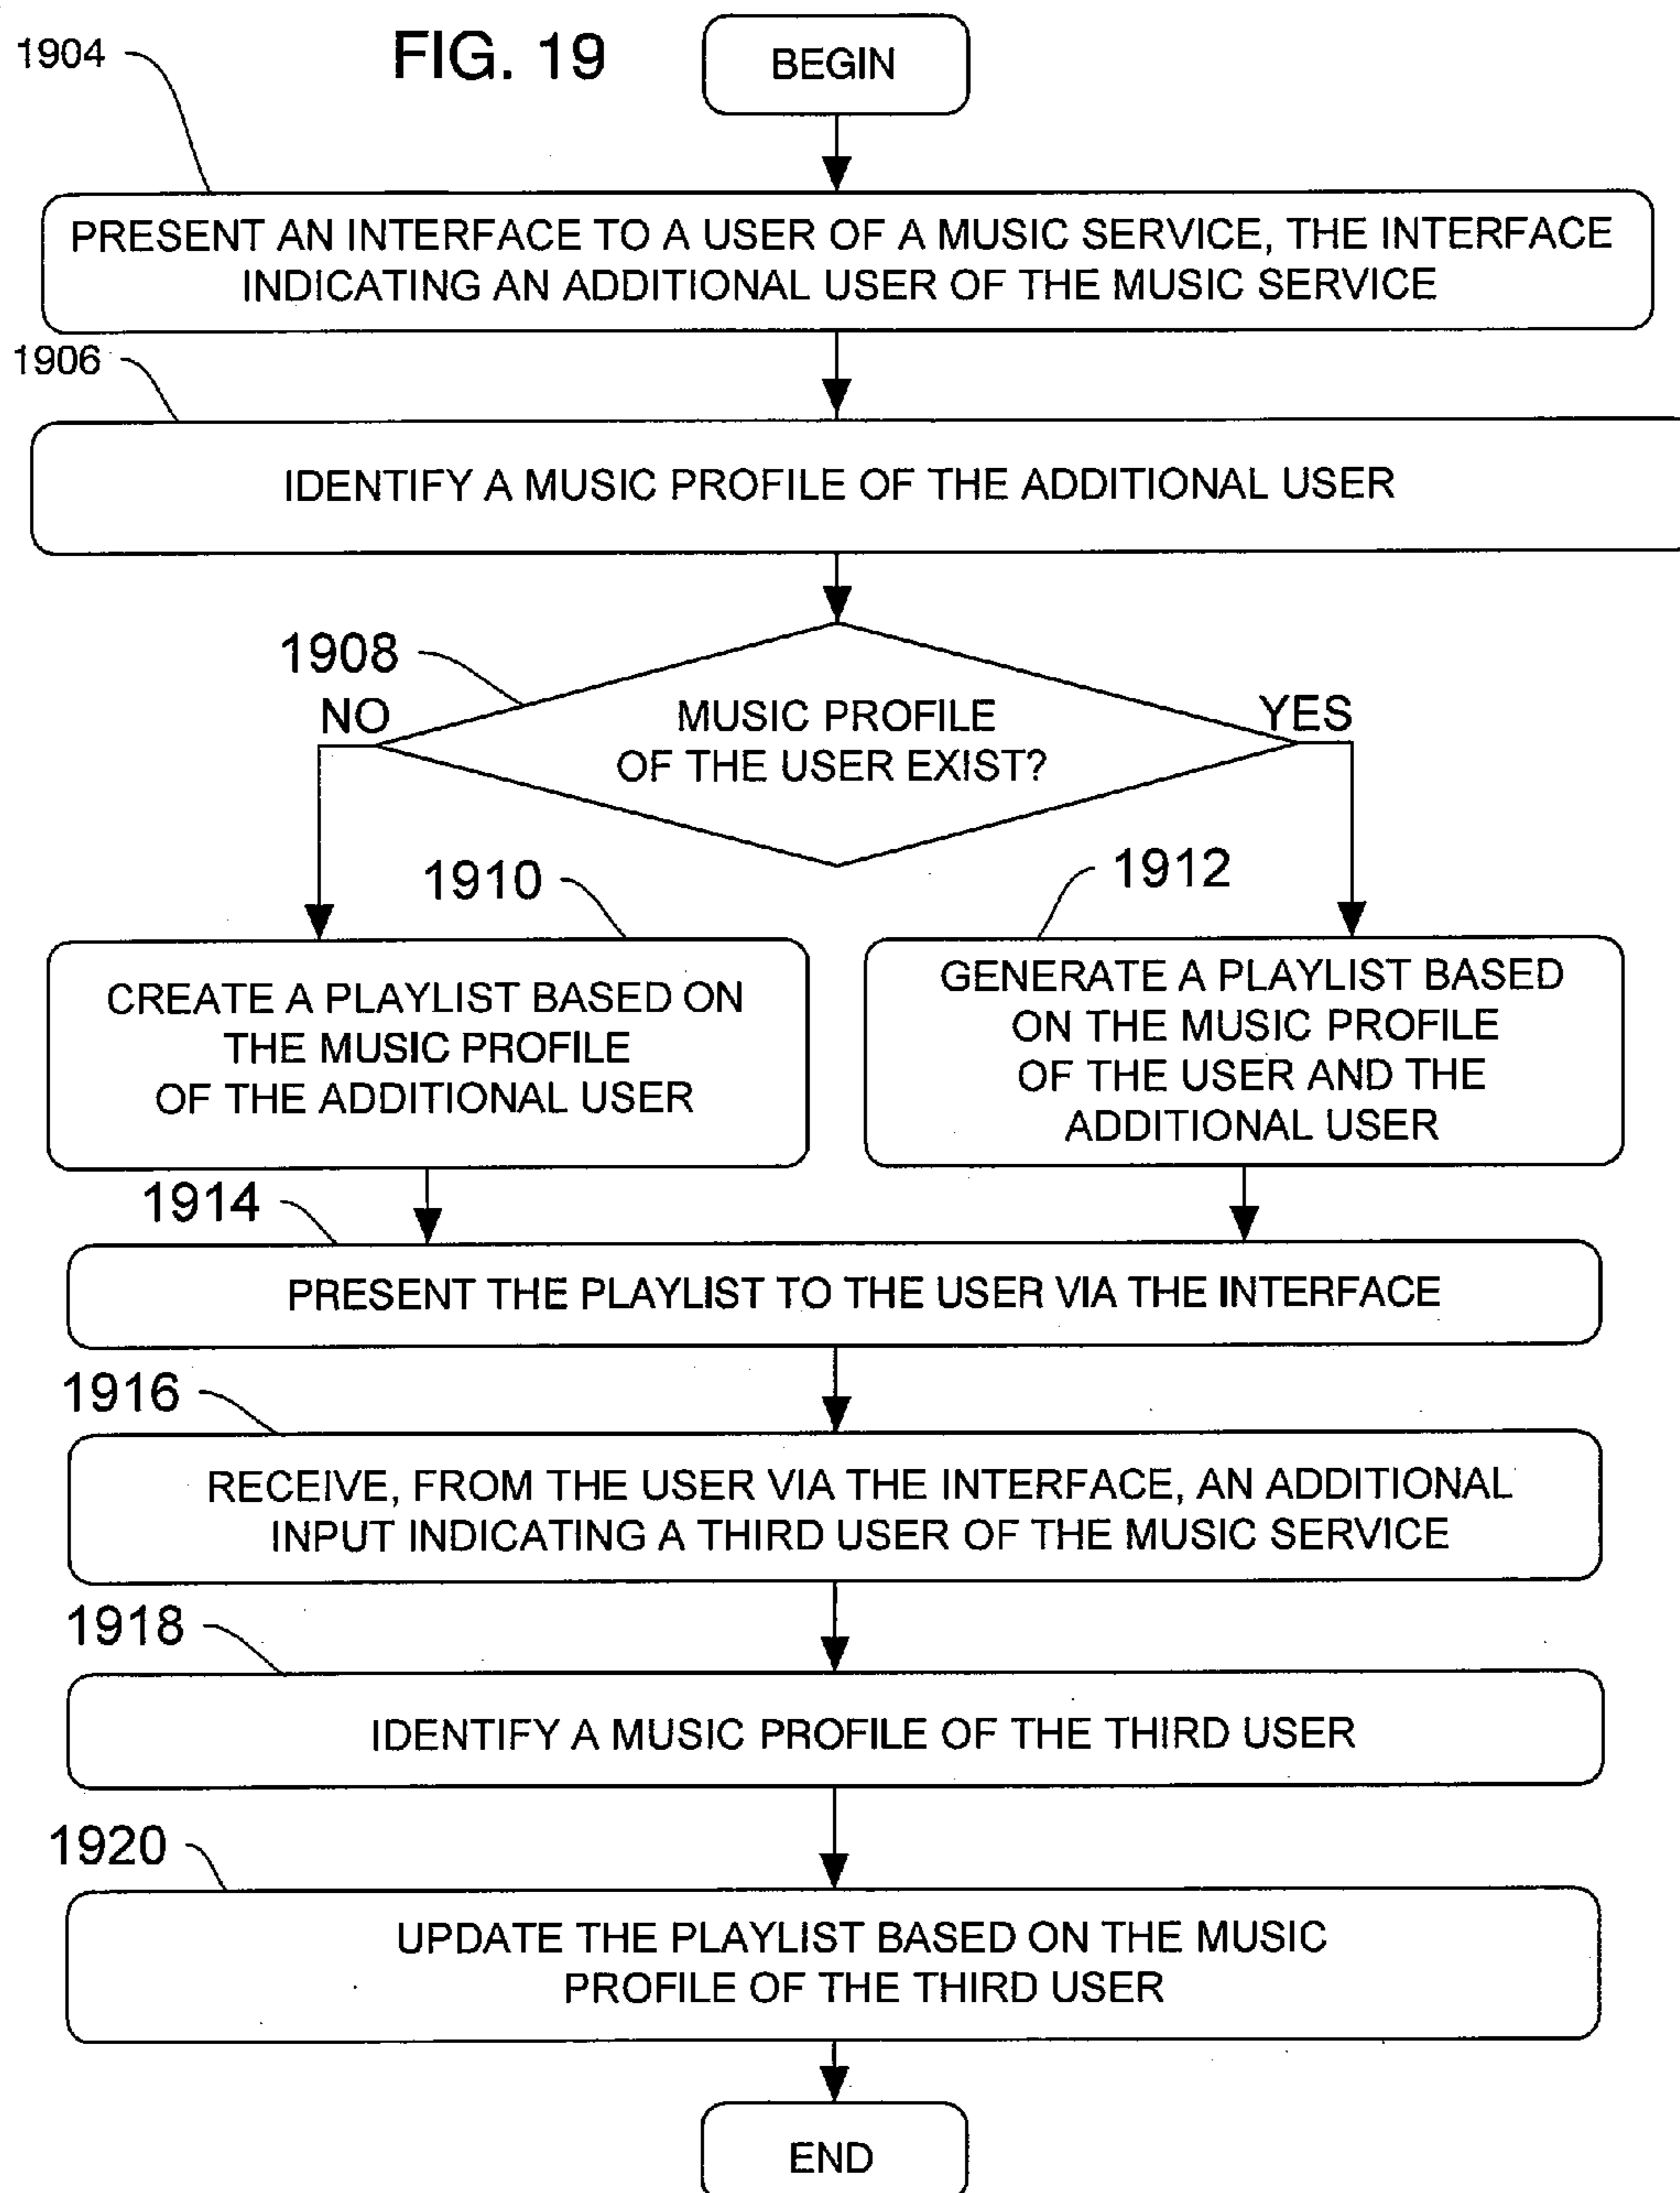 1904
FIG. 19
BEGIN
PRESENT AN INTERFACE TO A USER OF A MUSIC SERVICE, THE INTERFACE
INDICATING AN ADDITIONAL USER OF THE MUSIC SERVICE
1906
IDENTIFY A MUSIC PROFILE OF THE ADDITIONAL USER
1908
NO
MUSIC PROFILE
OF THE USER EXIST?
YES
1910
CREATE A PLAYLIST BASED ON
THE MUSIC PROFILE
OF THE ADDITIONAL USER
1912
GENERATE A PLAYLIST BASED
ON THE MUSIC PROFILE
OF THE USER AND THE
ADDITIONAL USER
1914
PRESENT THE PLAYLIST TO THE USER VIA THE INTERFACE
1916
RECEIVE, FROM THE USER VIA THE INTERFACE, AN ADDITIONAL
INPUT INDICATING A THIRD USER OF THE MUSIC SERVICE
1918
IDENTIFY A MUSIC PROFILE OF THE THIRD USER
1920
UPDATE THE PLAYLIST BASED ON THE MUSIC
PROFILE OF THE THIRD USER
END